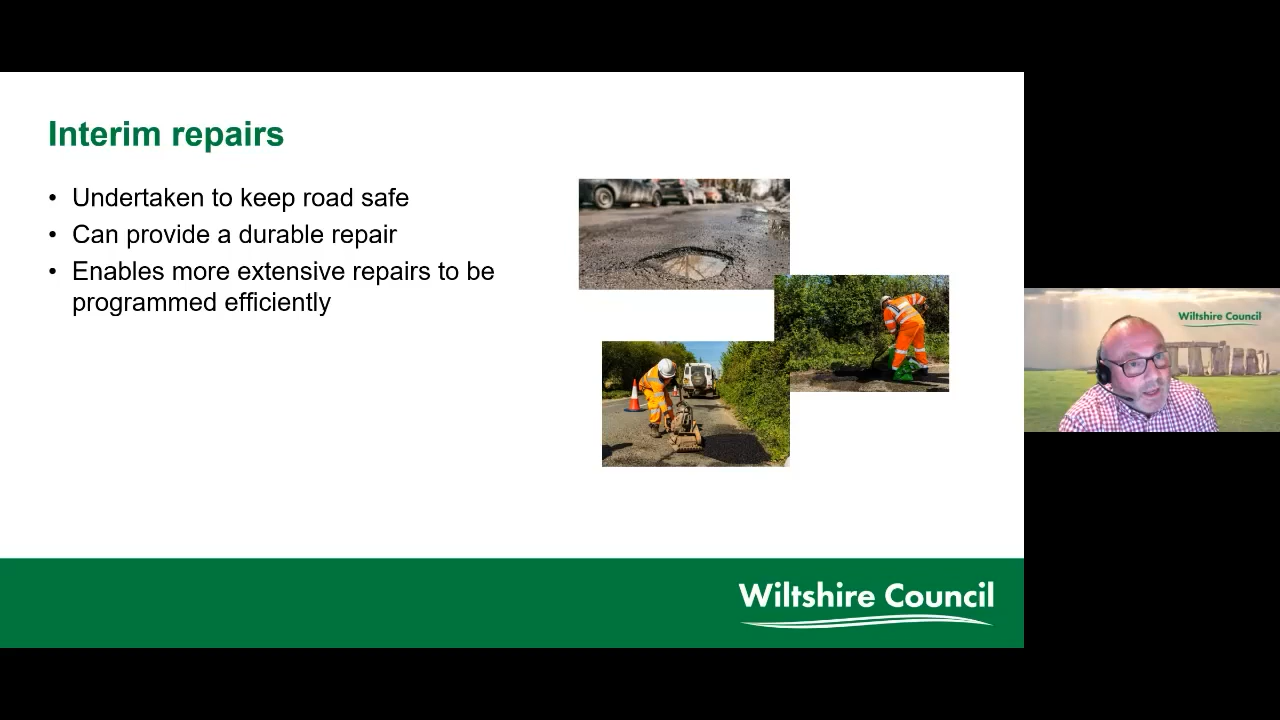 Interim repairs
• Undertaken to keep road safe
• Can provide a durable repair
• Enables more extensive repairs to be
programmed efficiently
Wiltshire Council
Wiltshire Council